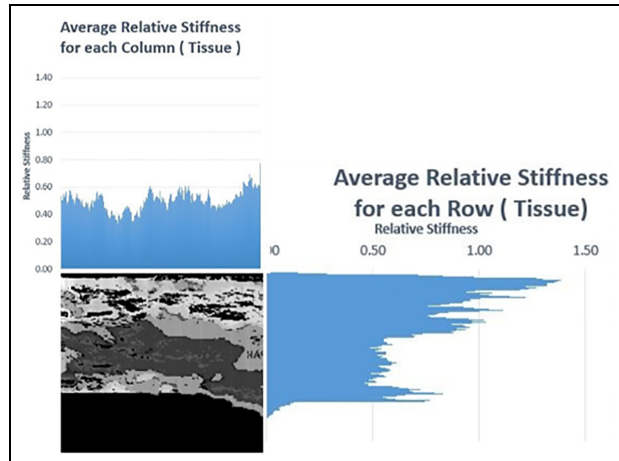 Average Relative Stiffness
for each Column ( Tissue )
1.40
1.20
1.00
0.80
0.60
0.40
0.20
0.00
Relative Stiffness
Average Relative Stiffness
for each Row ( Tissue)
Relative Stiffness
00 0.50 1.00 1.50